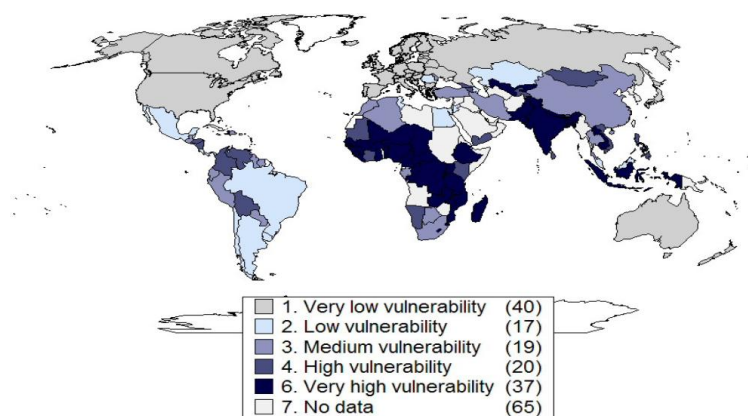 1. Very low vulnerability (40)
2. Low vulnerability (17)
3. Medium vulnerability (19)
4. High vulnerability (20)
6. Very high vulnerability (37)
7. No data (65)